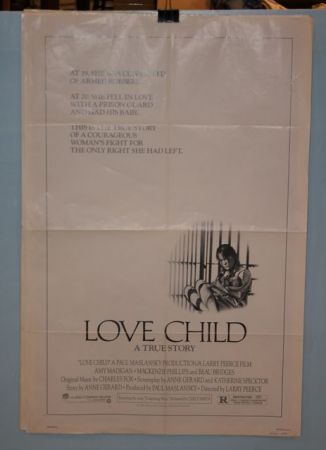 AT 19, SHE WAS CONVICTED
OF ARMED ROBBERY.
AT 20, SHE FELL IN LOVE
WITH A PRISON GUARD
AND HAD HIS BABY.
THIS IS THE TRUE STORY
OF A COURAGEOUS
WOMAN'S FIGHT FOR
THE ONLY RIGHT SHE HAD LEFT.
LOVE CHILD
A TRUE STORY
"LOVE CHILD" A PAUL MASLANSKY PRODUCTION A LARRY PEERCE FILM
AMY MADIGAN • MACKENZIE PHILLIPS and BEAU BRIDGES
Original Music by CHARLES FOX • Screenplay by ANNE GERARD and KATHERINE SPECKTOR
Story by ANNE GERARD • Produced by PAUL MASLANSKY • Directed by LARRY PEERCE
R